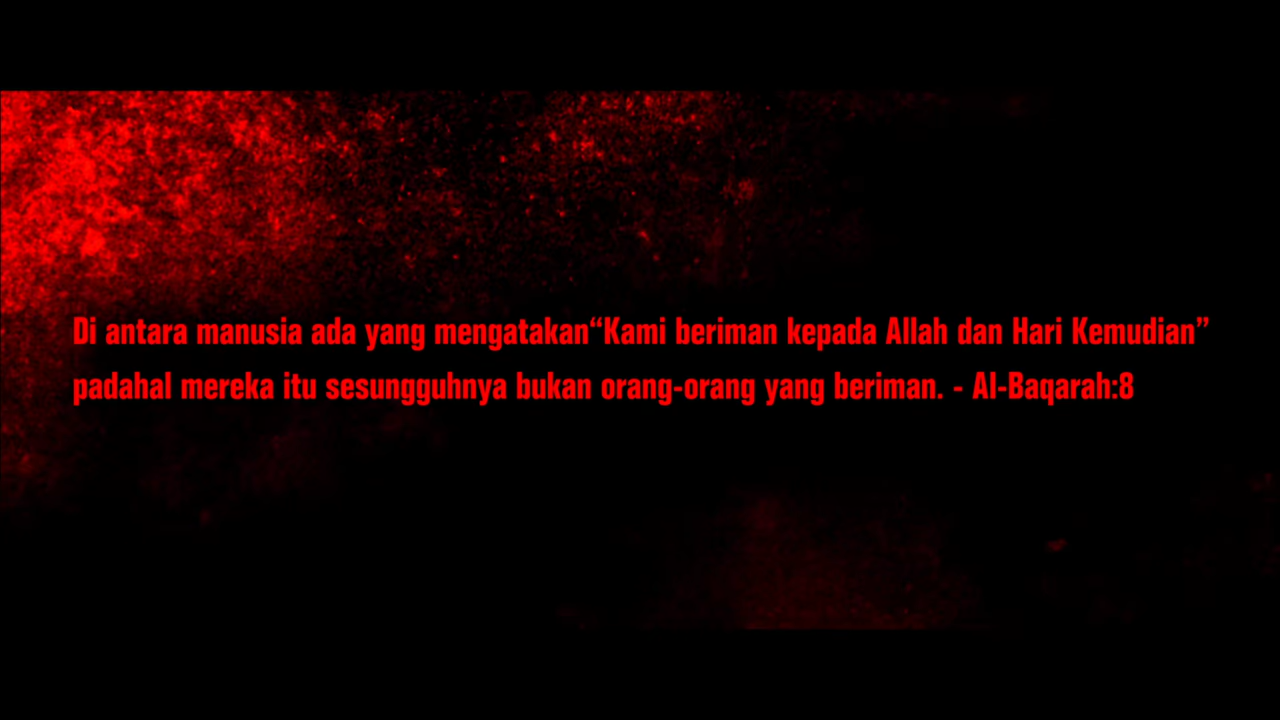 Di antara manusia ada yang mengatakan“Kami beriman kepada Allah dan Hari Kemudian”
padahal mereka itu sesungguhnya bukan orang-orang yang beriman. - Al-Baqarah:8